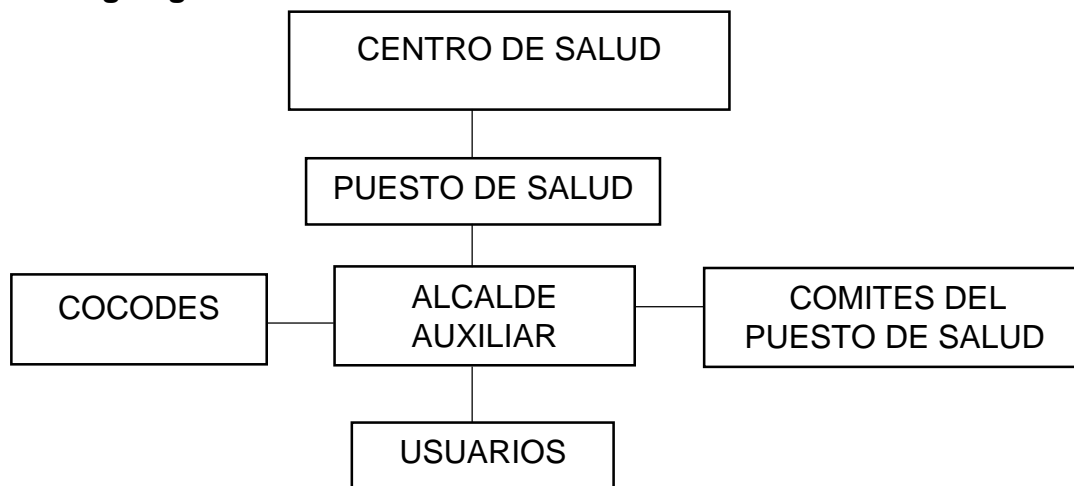 CENTRO DE SALUD
PUESTO DE SALUD
COCODES
ALCALDE
AUXILIAR
COMITES DEL
PUESTO DE SALUD
USUARIOS